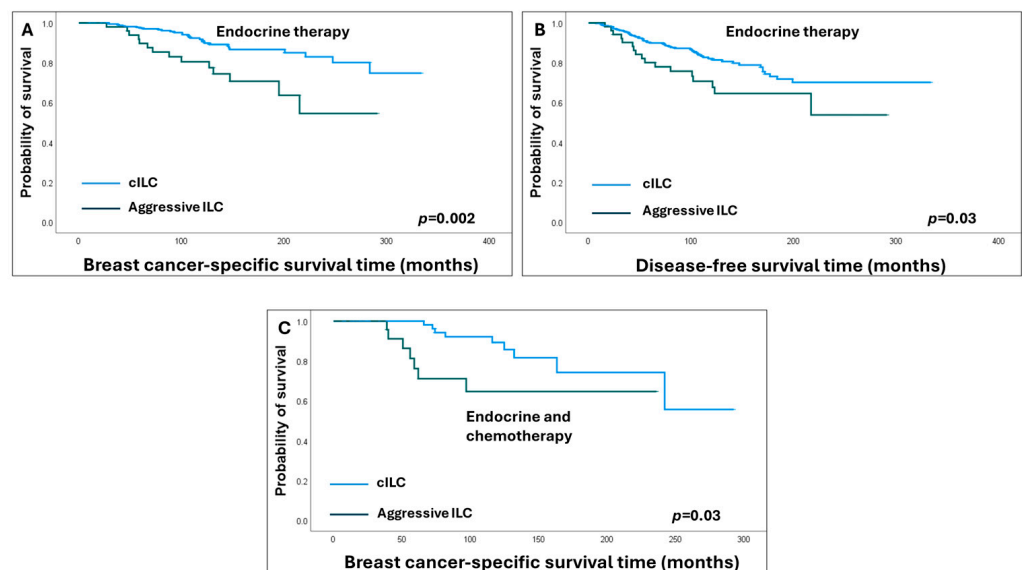 A
Endocrine therapy
Probability of survival
1.0
0.8
0.6
0.4
0.2
0.0
cILC
Aggressive ILC
p=0.002
0 100 200 300 400
Breast cancer-specific survival time (months)
B
Endocrine therapy
Probability of survival
1.0
0.8
0.6
0.4
0.2
0.0
cILC
Aggressive ILC
p=0.03
0 100 200 300 400
Disease-free survival time (months)
C
Probability of survival
1.0
0.8
0.6
0.4
0.2
0.0
Endocrine and
chemotherapy
cILC
Aggressive ILC
p=0.03
0 50 100 150 200 250 300
Breast cancer-specific survival time (months)